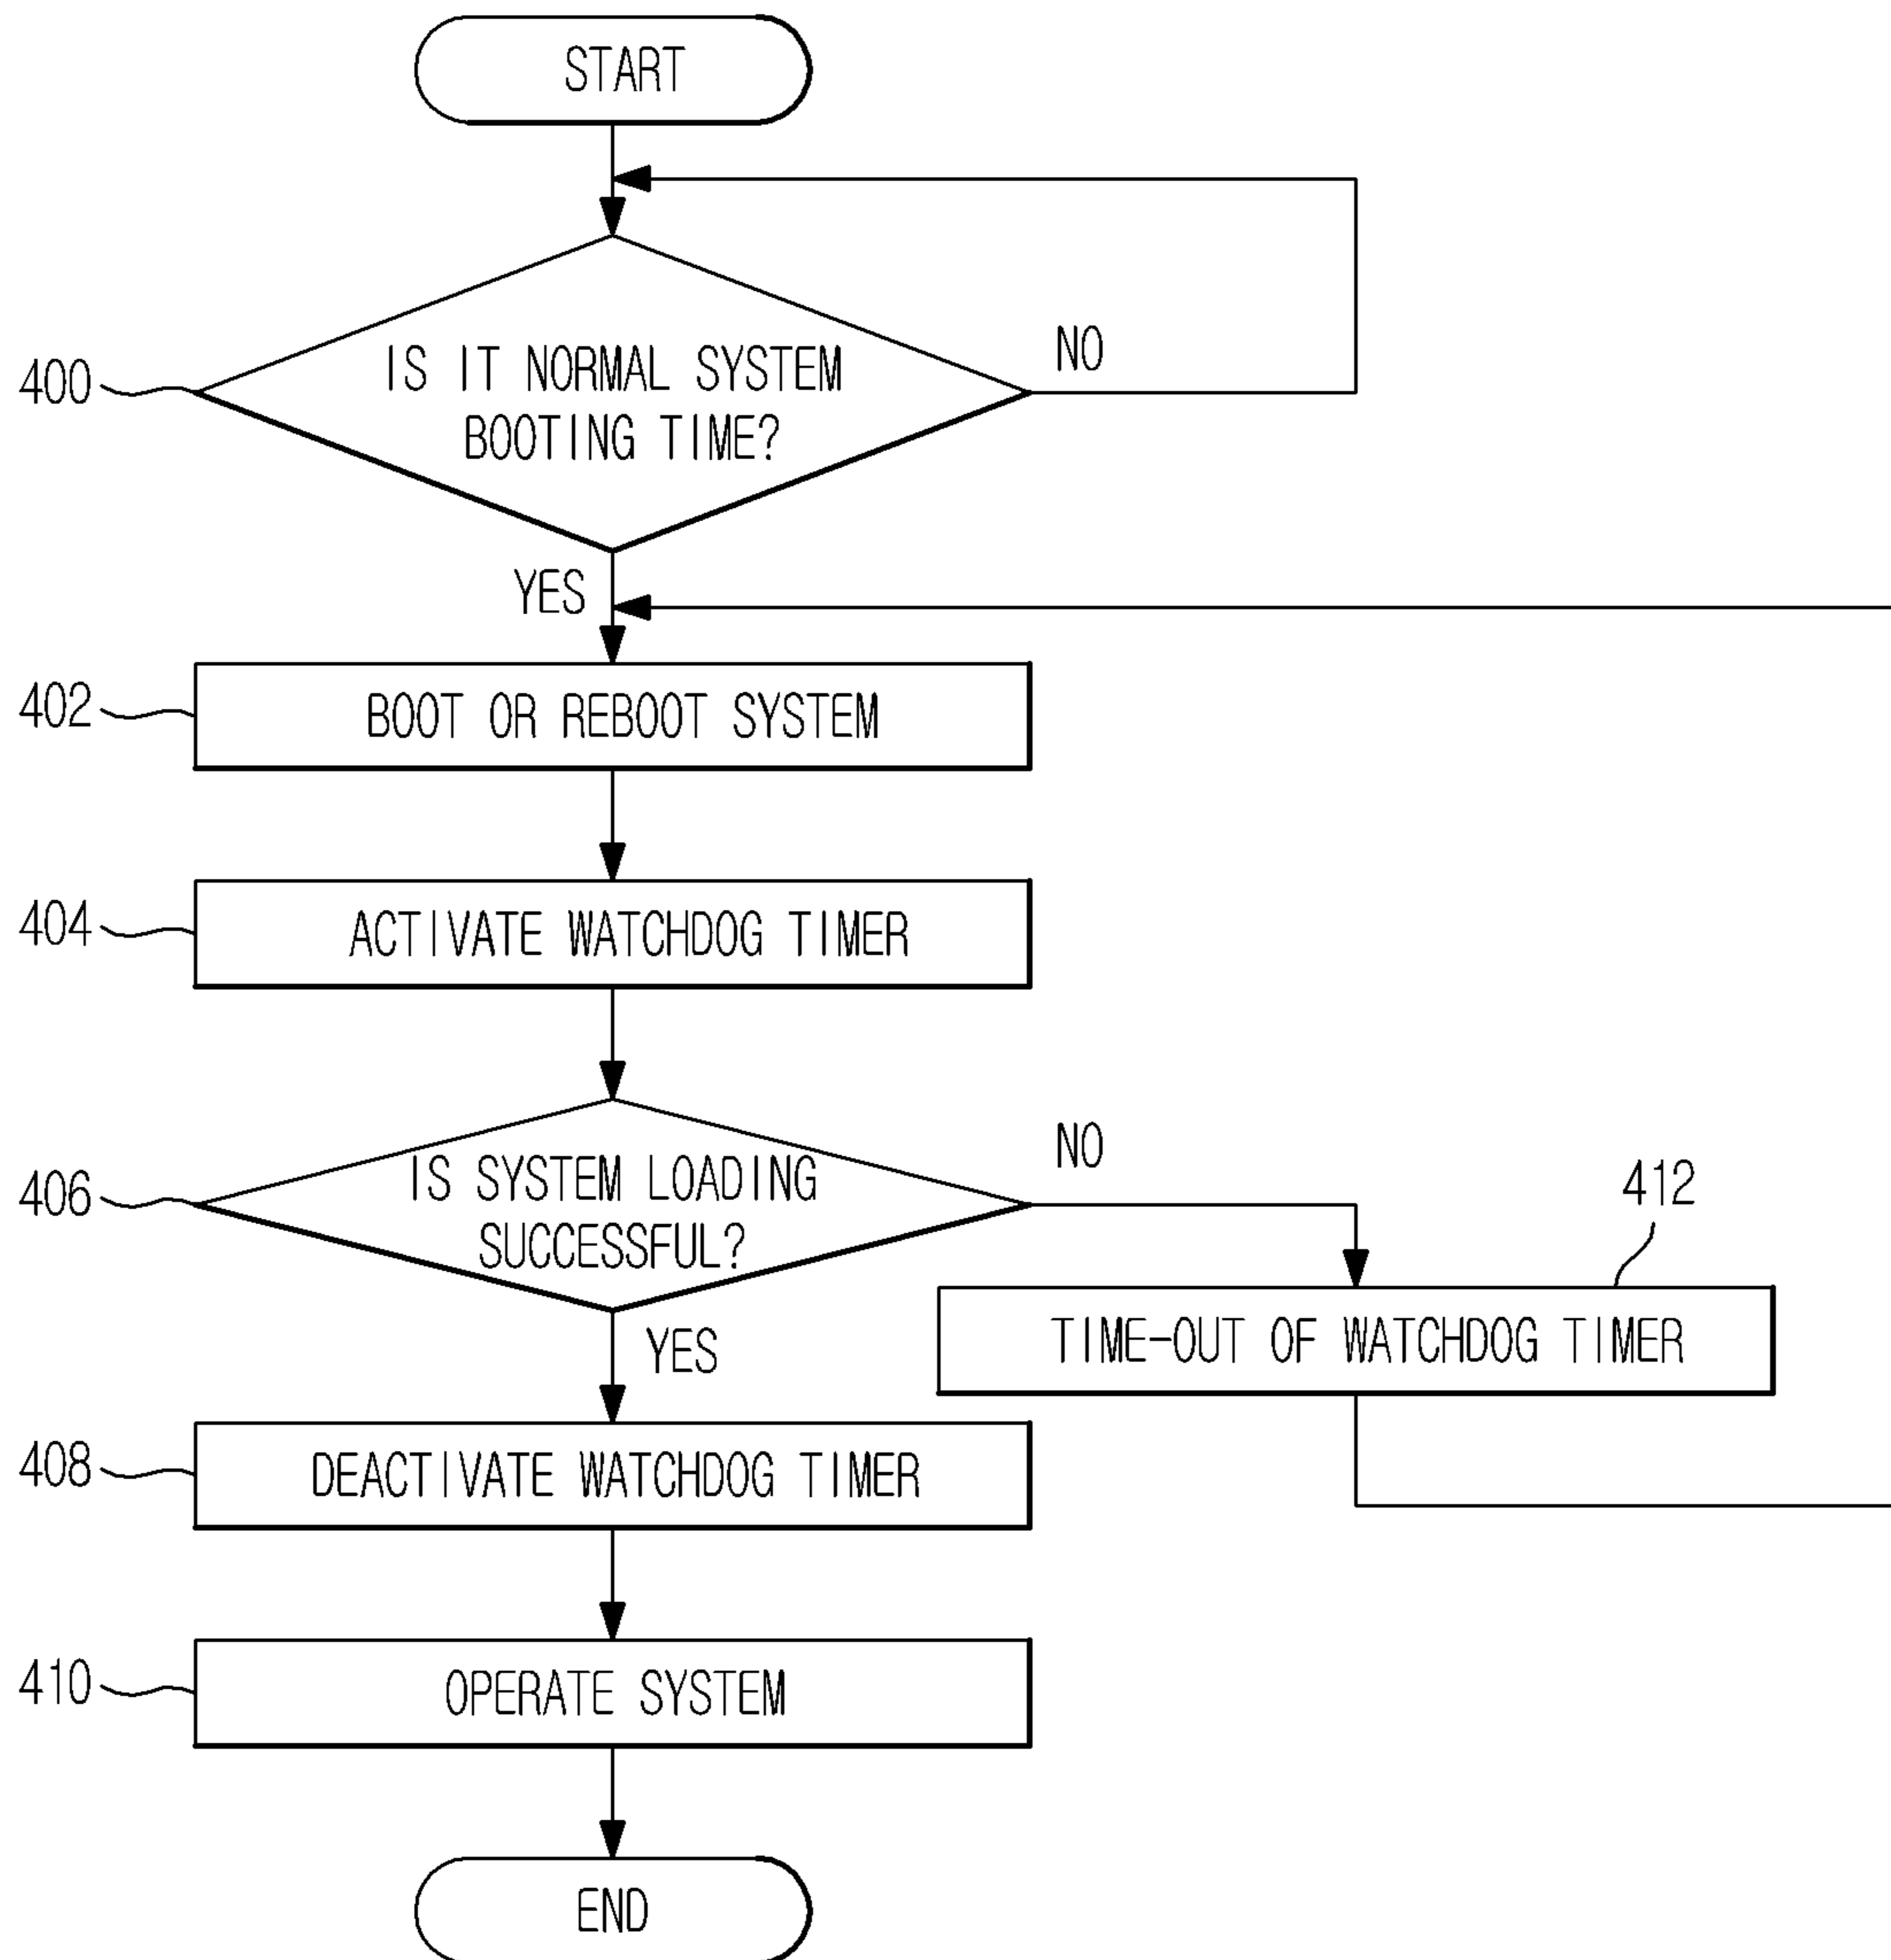 START
400
IS IT NORMAL SYSTEM
BOOTING TIME?
NO
YES
402
BOOT OR REBOOT SYSTEM
404
ACTIVATE WATCHDOG TIMER
406
IS SYSTEM LOADING
SUCCESSFUL?
NO
412
TIME-OUT OF WATCHDOG TIMER
YES
408
DEACTIVATE WATCHDOG TIMER
410
OPERATE SYSTEM
END